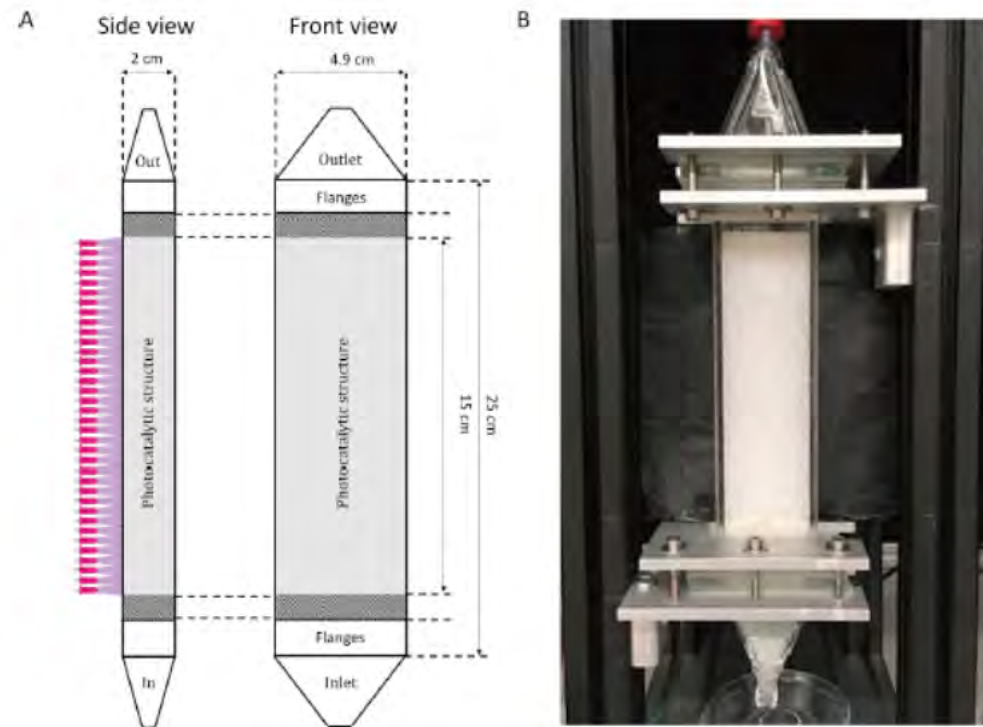 A
B
Side view
Front view
2 cm
4.9 cm
Out
Outlet
Flanges
Photocatalytic structure
Photocatalytic structure
15 cm
25 cm
Flanges
In
Inlet